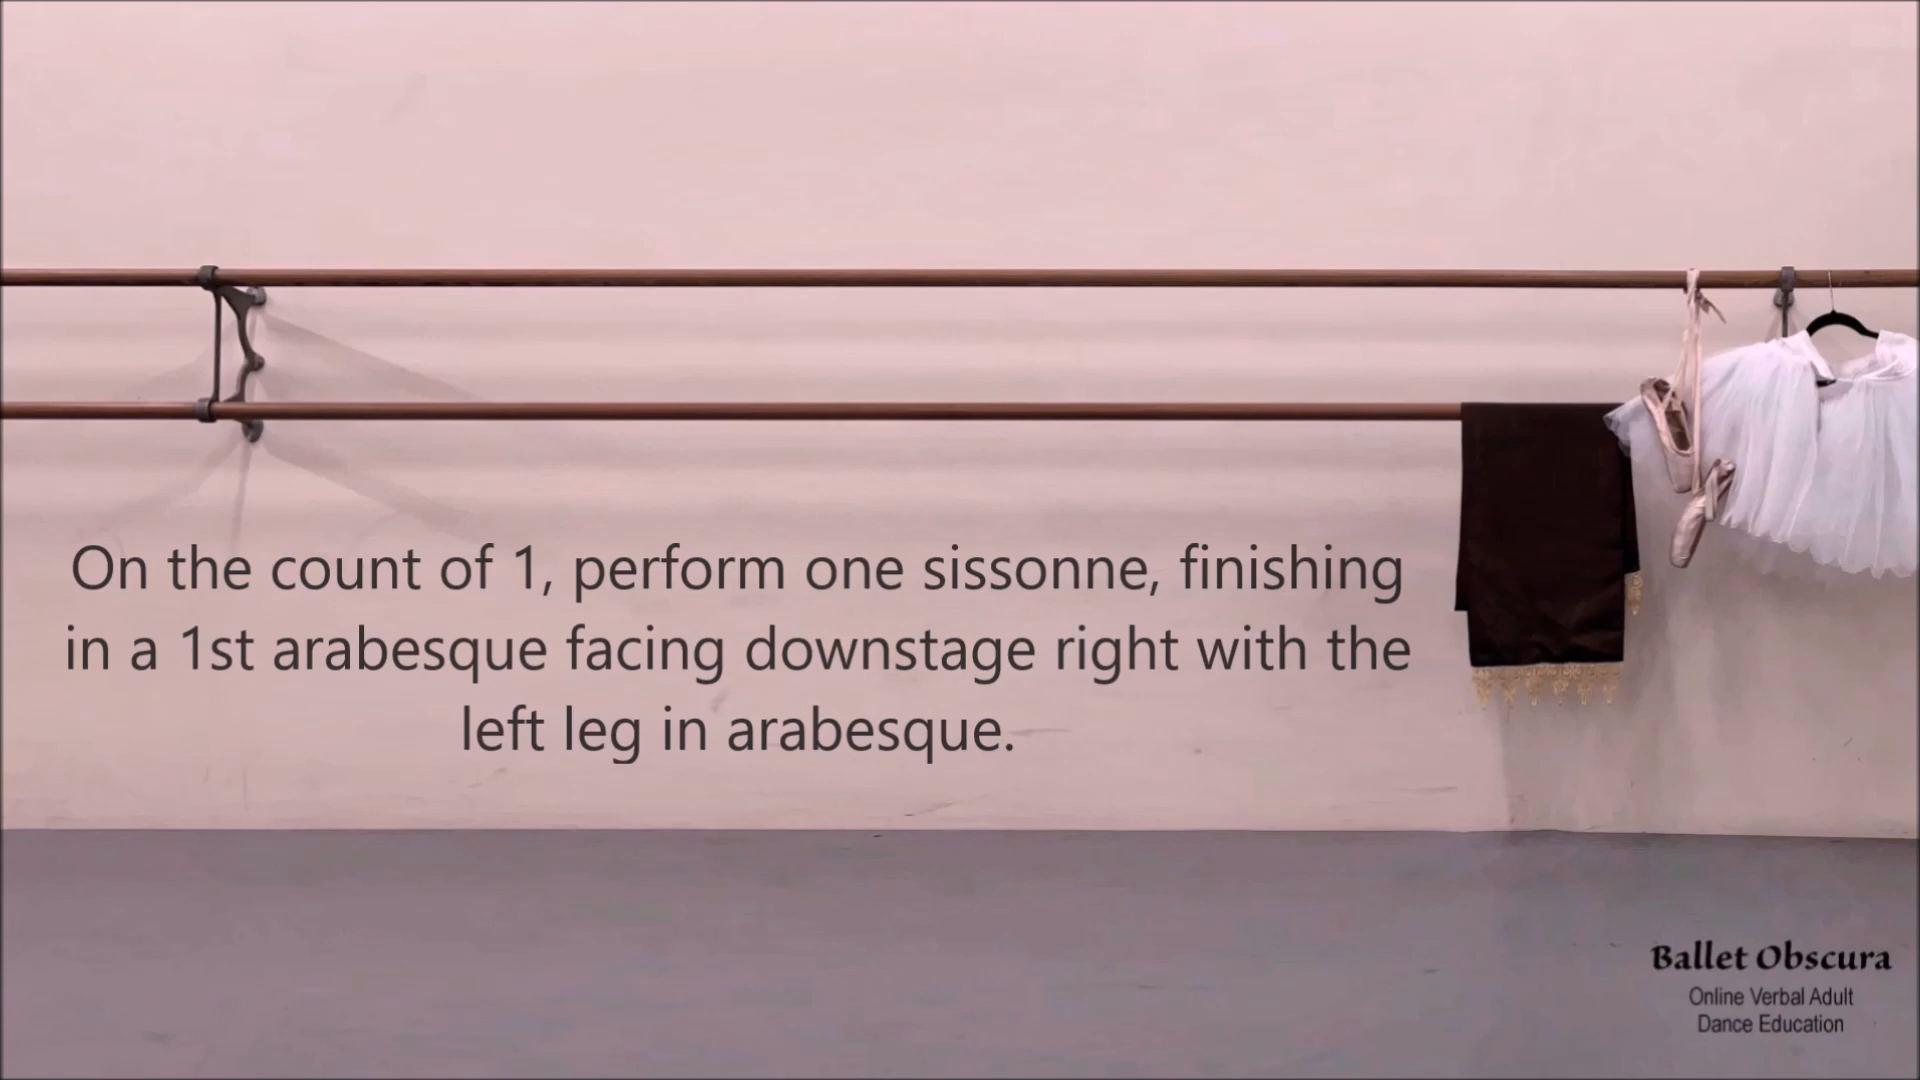 On the count of 1, perform one sissonne, finishing
in a 1st arabesque facing downstage right with the
left leg in arabesque.
Ballet Obscura
Online Verbal Adult
Dance Education